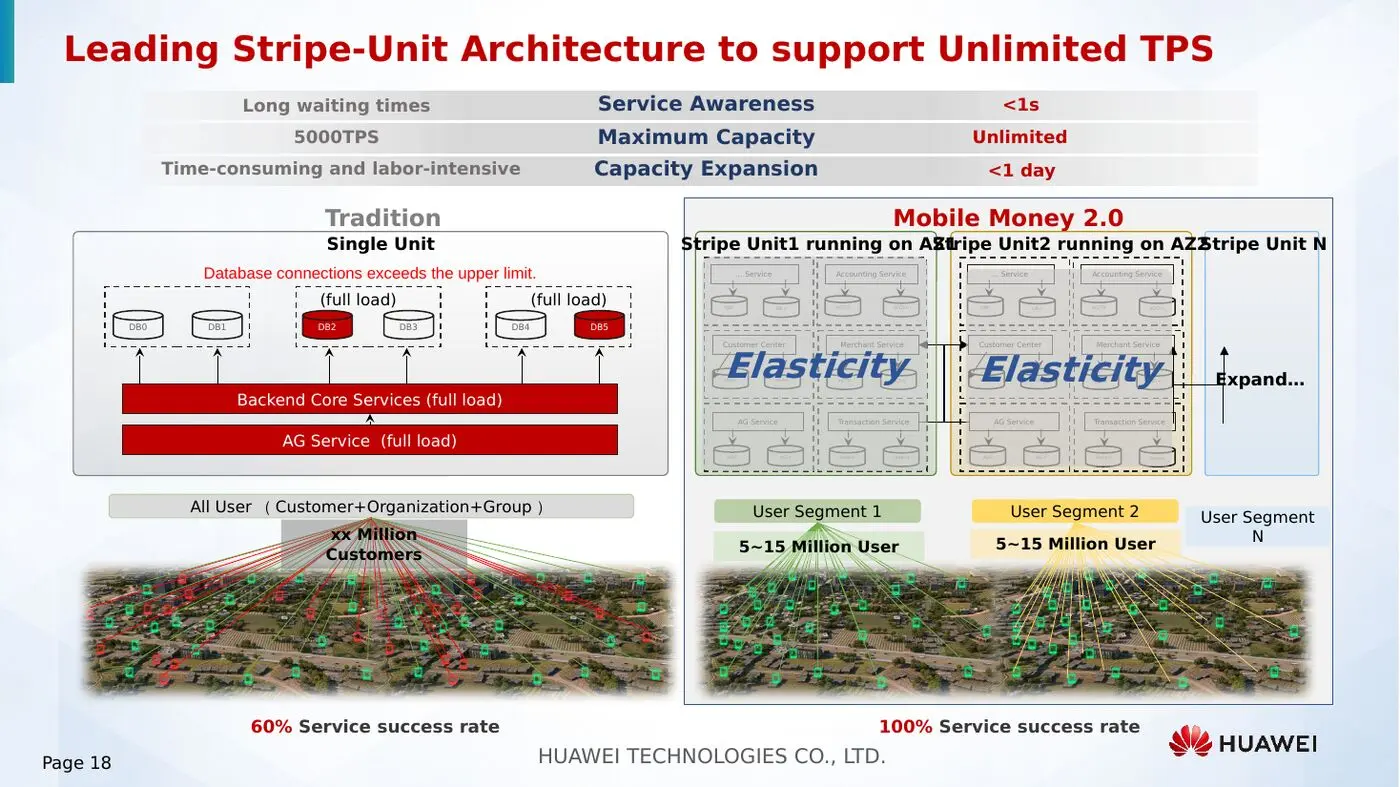 Leading Stripe-Unit Architecture to support Unlimited TPS
Long waiting times Service Awareness <1s
5000TPS Maximum Capacity Unlimited
Time-consuming and labor-intensive Capacity Expansion <1 day
Tradition
Single Unit
Database connections exceeds the upper limit.
(full load) (full load)
DB0 DB1 DB2 DB3 DB4 DB5
Backend Core Services (full load)
AG Service (full load)
All User （ Customer+Organization+Group ）
xx Million
Customers
60% Service success rate
Mobile Money 2.0
Stripe Unit1 running on AZ1
Stripe Unit2 running on AZ2
Stripe Unit N
... Service Accounting Service
Customer Center Merchant Service
Elasticity
AG Service Transaction Service
... Service Accounting Service
Customer Center Merchant Service
Elasticity
AG Service Transaction Service
Expand...
User Segment 1
5~15 Million User
User Segment 2
5~15 Million User
User Segment
N
100% Service success rate
HUAWEI
HUAWEI TECHNOLOGIES CO., LTD.
Page 18